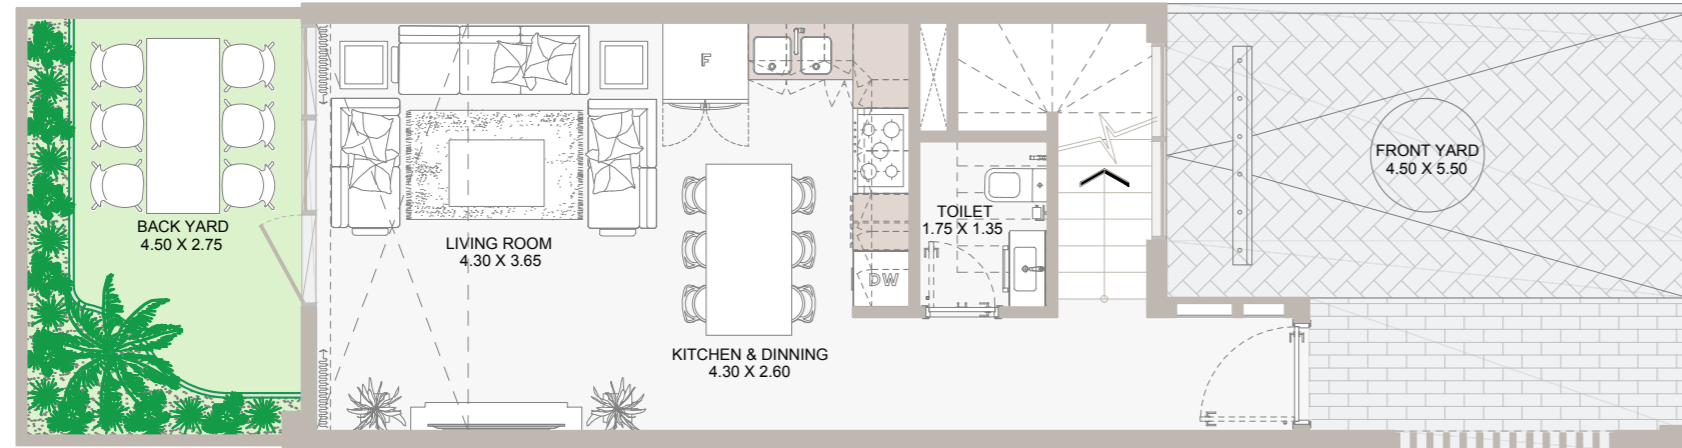 BACK YARD
4.50 X 2.75
LIVING ROOM
4.30 X 3.65
F
KITCHEN & DINNING
4.30 X 2.60
DW
TOILET
1.75 X 1.35
FRONT YARD
4.50 X 5.50